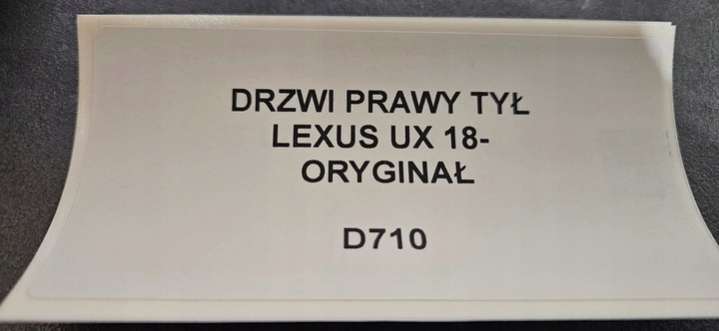 DRZWI PRAWY TYŁ
LEXUS UX 18-
ORYGINAŁ
D710